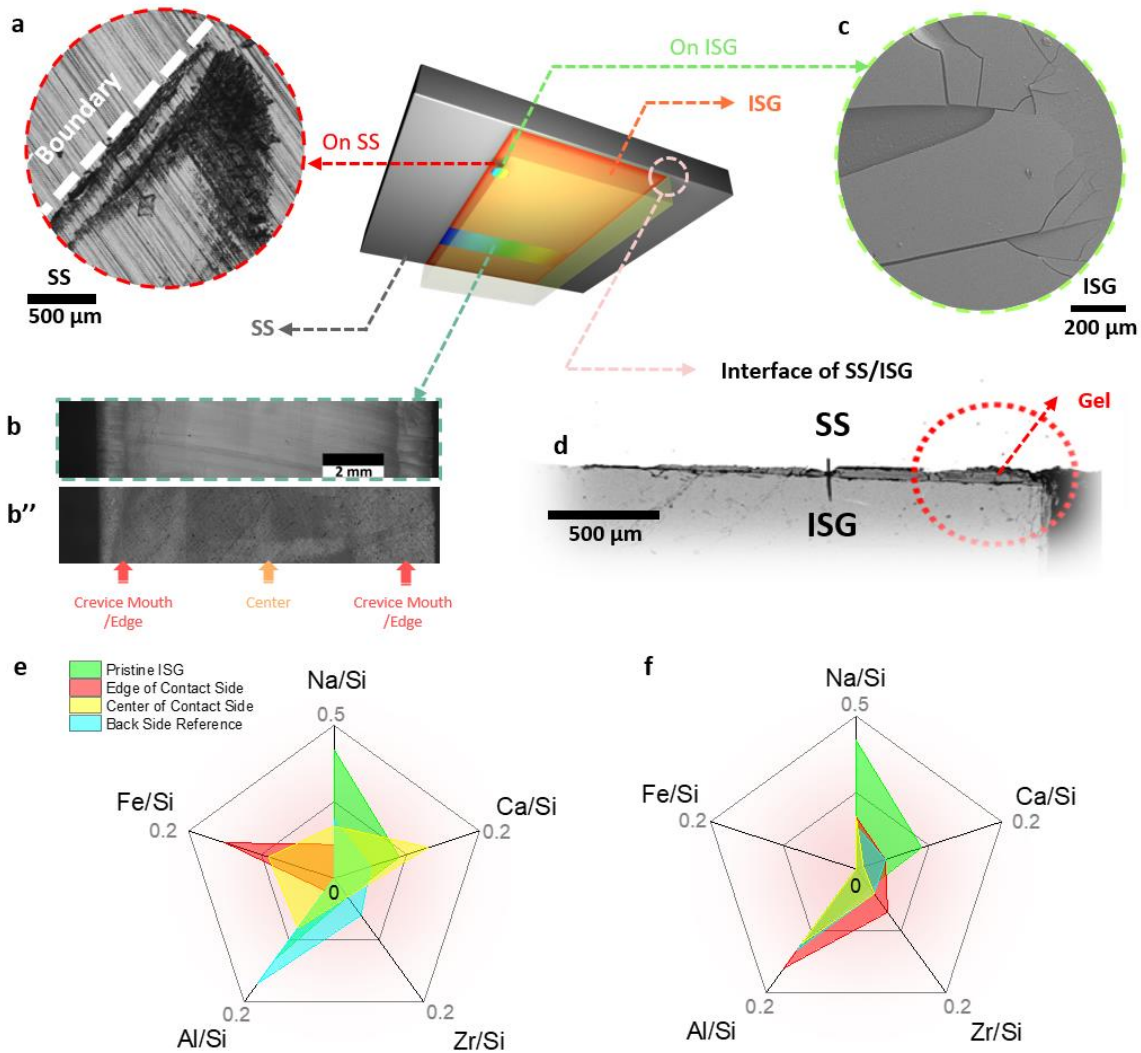 a
Boundary
SS
500 µm
On SS
On ISG
ISG
SS
c
ISG
200 µm
Interface of SS/ISG
b
2 mm
b’’
Crevice Mouth
/Edge
Center
Crevice Mouth
/Edge
d
SS
Gel
ISG
500 µm
e
Pristine ISG
Edge of Contact Side
Center of Contact Side
Back Side Reference
Na/Si
0.5
Fe/Si
0.2
Ca/Si
0.2
0
0.2
Al/Si
0.2
Zr/Si
f
Na/Si
0.5
Fe/Si
0.2
Ca/Si
0.2
0
0.2
Al/Si
0.2
Zr/Si